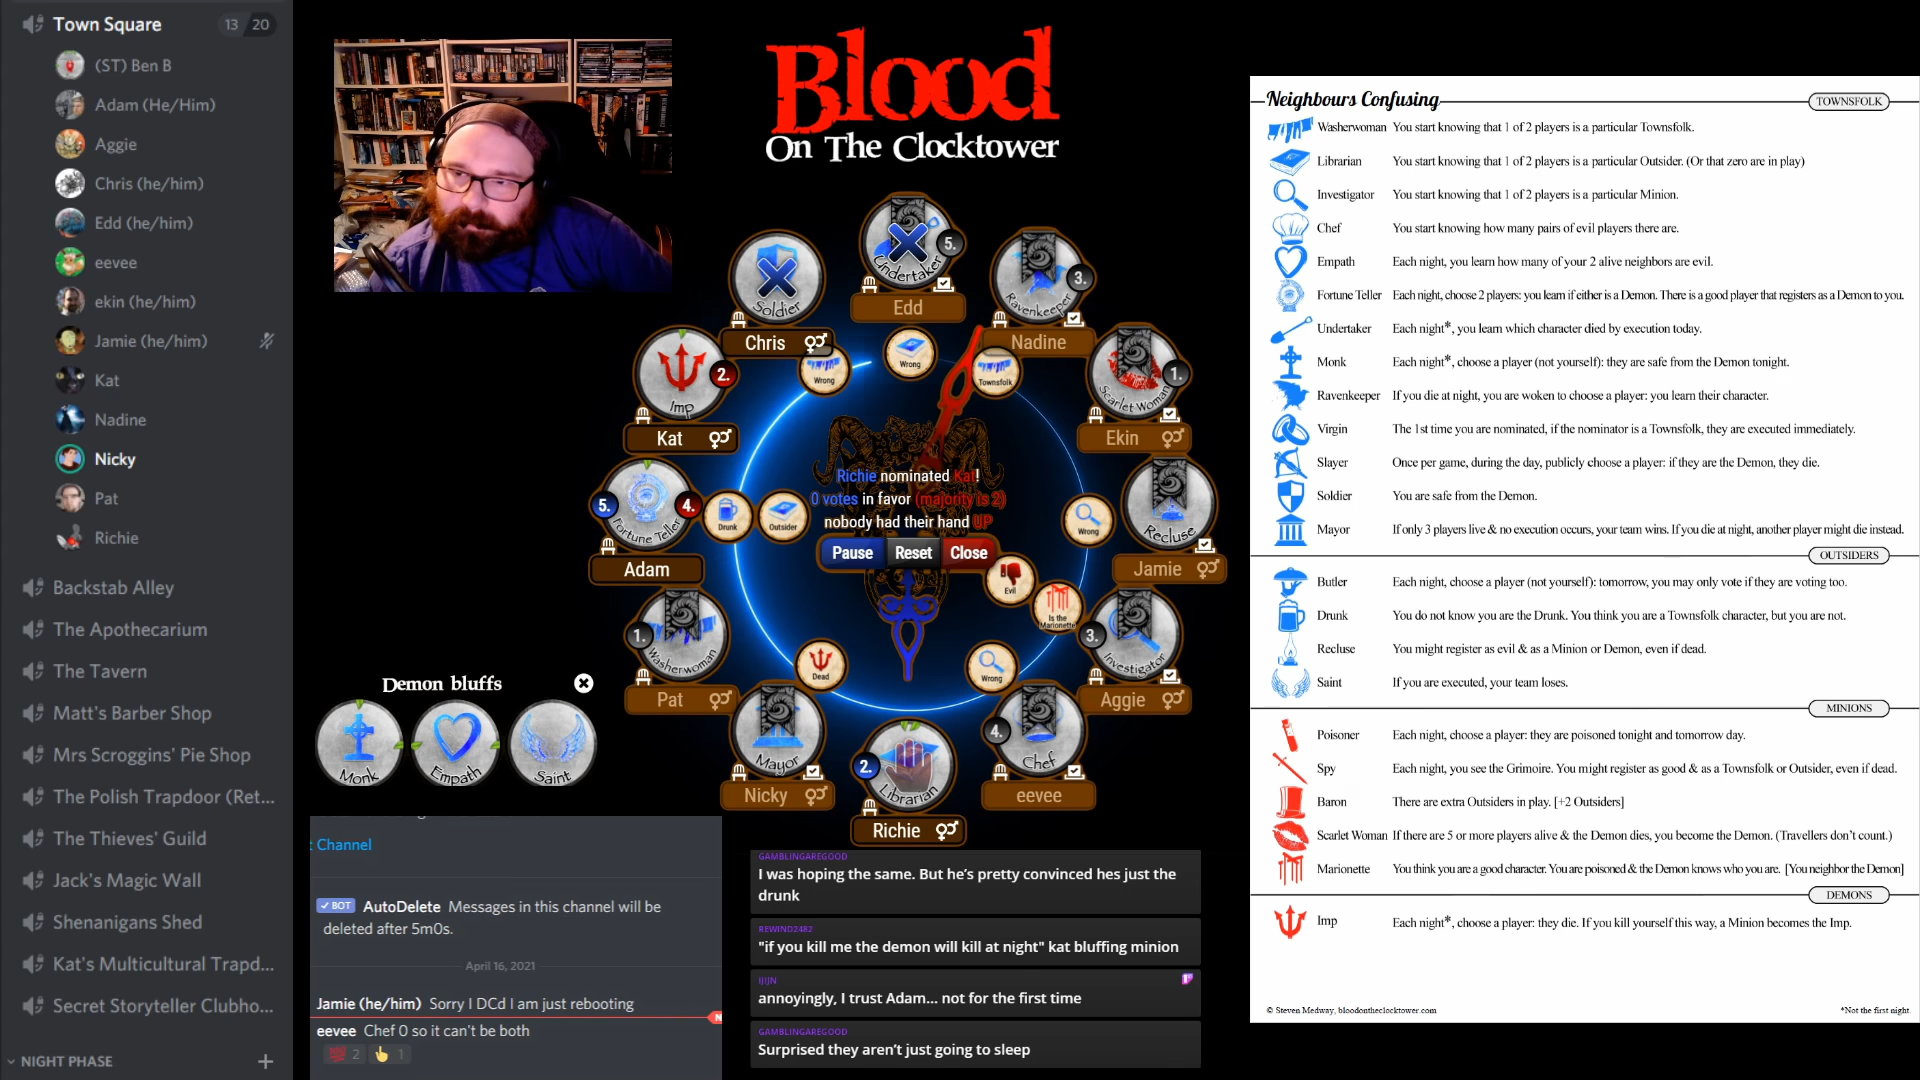 Town Square
13 / 20
(ST) Ben B
Adam (He/Him)
Aggie
Chris (he/him)
Edd (he/him)
eevee
ekin (he/him)
Jamie (he/him)
Kat
Nadine
Nicky
Pat
Richie
Backstab Alley
The Apothecarium
The Tavern
Matt's Barber Shop
Mrs Scroggins' Pie Shop
The Polish Trapdoor (Ret...
The Thieves' Guild
Jack's Magic Wall
Shenanigans Shed
Kat's Multicultural Trapd...
Secret Storyteller Clubho...
NIGHT PHASE
Blood
On The Clocktower
Undertaker
5.
Edd
Soldier
Chris
Ravenkeeper
3.
Nadine
Imp
2.
Kat
Scarlet Woman
1.
Ekin
Wrong
Wrong
Townsfolk
Fortune Teller
5.
4.
Adam
Drunk
Outsider
Richie nominated Kat!
0 votes in favor (majority is 2)
nobody had their hand UP
Pause
Reset
Close
Wrong
Recluse
Jamie
Evil
Is the
Marionette
Washerwoman
1.
Pat
Dead
Wrong
Investigator
3.
Aggie
Mayor
Nicky
Librarian
2.
Richie
Chef
4.
eevee
Demon bluffs
Monk
Empath
Saint
Channel
BOT
AutoDelete Messages in this channel will be
deleted after 5m0s.
April 16, 2021
Jamie (he/him) Sorry I DCd I am just rebooting
eevee Chef 0 so it can't be both
2
1
GAMBLINGAREGOOD
I was hoping the same. But he's pretty convinced hes just the
drunk
REWIND2482
"if you kill me the demon will kill at night" kat bluffing minion
annoyingly, I trust Adam... not for the first time
GAMBLINGAREGOOD
Surprised they aren't just going to sleep
Neighbours Confusing
TOWNSFOLK
Washerwoman You start knowing that 1 of 2 players is a particular Townsfolk.
Librarian You start knowing that 1 of 2 players is a particular Outsider. (Or that zero are in play)
Investigator You start knowing that 1 of 2 players is a particular Minion.
Chef You start knowing how many pairs of evil players there are.
Empath Each night, you learn how many of your 2 alive neighbors are evil.
Fortune Teller Each night, choose 2 players: you learn if either is a Demon. There is a good player that registers as a Demon to you.
Undertaker Each night*, you learn which character died by execution today.
Monk Each night*, choose a player (not yourself): they are safe from the Demon tonight.
Ravenkeeper If you die at night, you are woken to choose a player: you learn their character.
Virgin The 1st time you are nominated, if the nominator is a Townsfolk, they are executed immediately.
Slayer Once per game, during the day, publicly choose a player: if they are the Demon, they die.
Soldier You are safe from the Demon.
Mayor If only 3 players live & no execution occurs, your team wins. If you die at night, another player might die instead.
OUTSIDERS
Butler Each night, choose a player (not yourself): tomorrow, you may only vote if they are voting too.
Drunk You do not know you are the Drunk. You think you are a Townsfolk character, but you are not.
Recluse You might register as evil & as a Minion or Demon, even if dead.
Saint If you are executed, your team loses.
MINIONS
Poisoner Each night, choose a player: they are poisoned tonight and tomorrow day.
Spy Each night, you see the Grimoire. You might register as good & as a Townsfolk or Outsider, even if dead.
Baron There are extra Outsiders in play. [+2 Outsiders]
Scarlet Woman If there are 5 or more players alive & the Demon dies, you become the Demon. (Travellers don't count.)
Marionette You think you are a good character. You are poisoned & the Demon knows who you are. [You neighbor the Demon]
DEMONS
Imp Each night*, choose a player: they die. If you kill yourself this way, a Minion becomes the Imp.
© Steven Medway, bloodontheclocktower.com
*Not the first night.